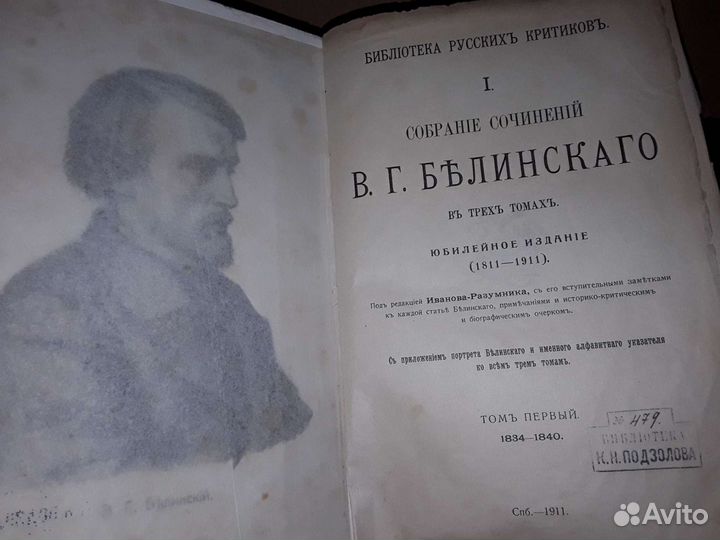 БИБЛІОТЕКА РУССКИХЪ КРИТИКОВЪ.
I.
СОБРАНІЕ СОЧИНЕНІЙ
В. Г. БѢЛИНСКАГО
ВЪ ТРЕХЪ ТОМАХЪ.
ЮБИЛЕЙНОЕ ИЗДАНІЕ
(1811—1911).
Подъ редакціей Иванова-Разумника, съ его вступительными замѣтками
къ каждой статьѣ Бѣлинскаго, примѣчаніями и историко-критическимъ
и біографическимъ очеркомъ.
Съ приложеніемъ портрета Бѣлинскаго и именного алфавитнаго указателя
ко всѣмъ тремъ томамъ.
ТОМЪ ПЕРВЫЙ.
1834—1840.
№ 479.
БИБЛІОТЕКА
К.Н.ПОДЗОЛОВА
Спб.—1911.
В. Г. Бѣлинскій.
Avito